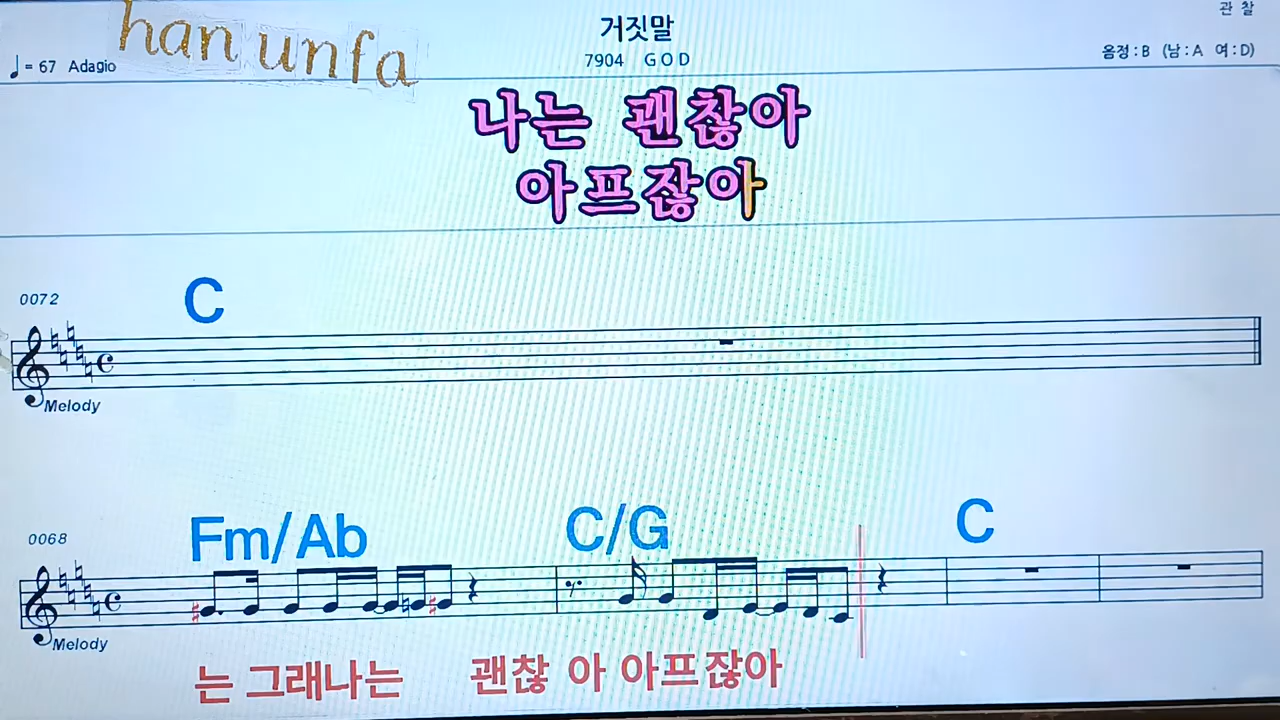 han unfa
거짓말
관 찰
♩= 67 Adagio
7904 GOD
음정 : B (남 : A 여 : D)
나는 괜찮아
아프잖아
0072
C
Melody
0068
Fm/Ab C/G C
Melody
는 그래나는 괜찮 아 아프잖아